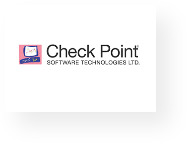 Check Point
SOFTWARE TECHNOLOGIES LTD.